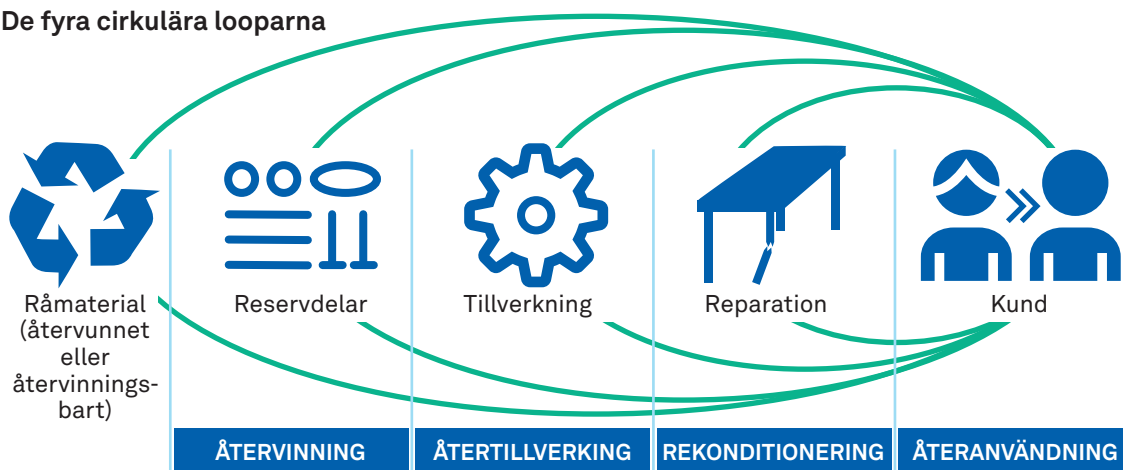 De fyra cirkulära looparna
Råmaterial
(återvunnet
eller
återvinnings-
bart)
Reservdelar
Tillverkning
Reparation
Kund
ÅTERVINNING
ÅTERTILLVERKING
REKONDITIONERING
ÅTERANVÄNDNING